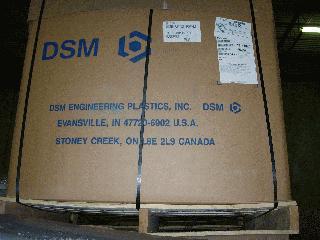 DSM
DSM ENGINEERING PLASTICS, INC. DSM
EVANSVILLE, IN 47720-6902 U.S.A.
STONEY CREEK, ON L8E 2L9 CANADA